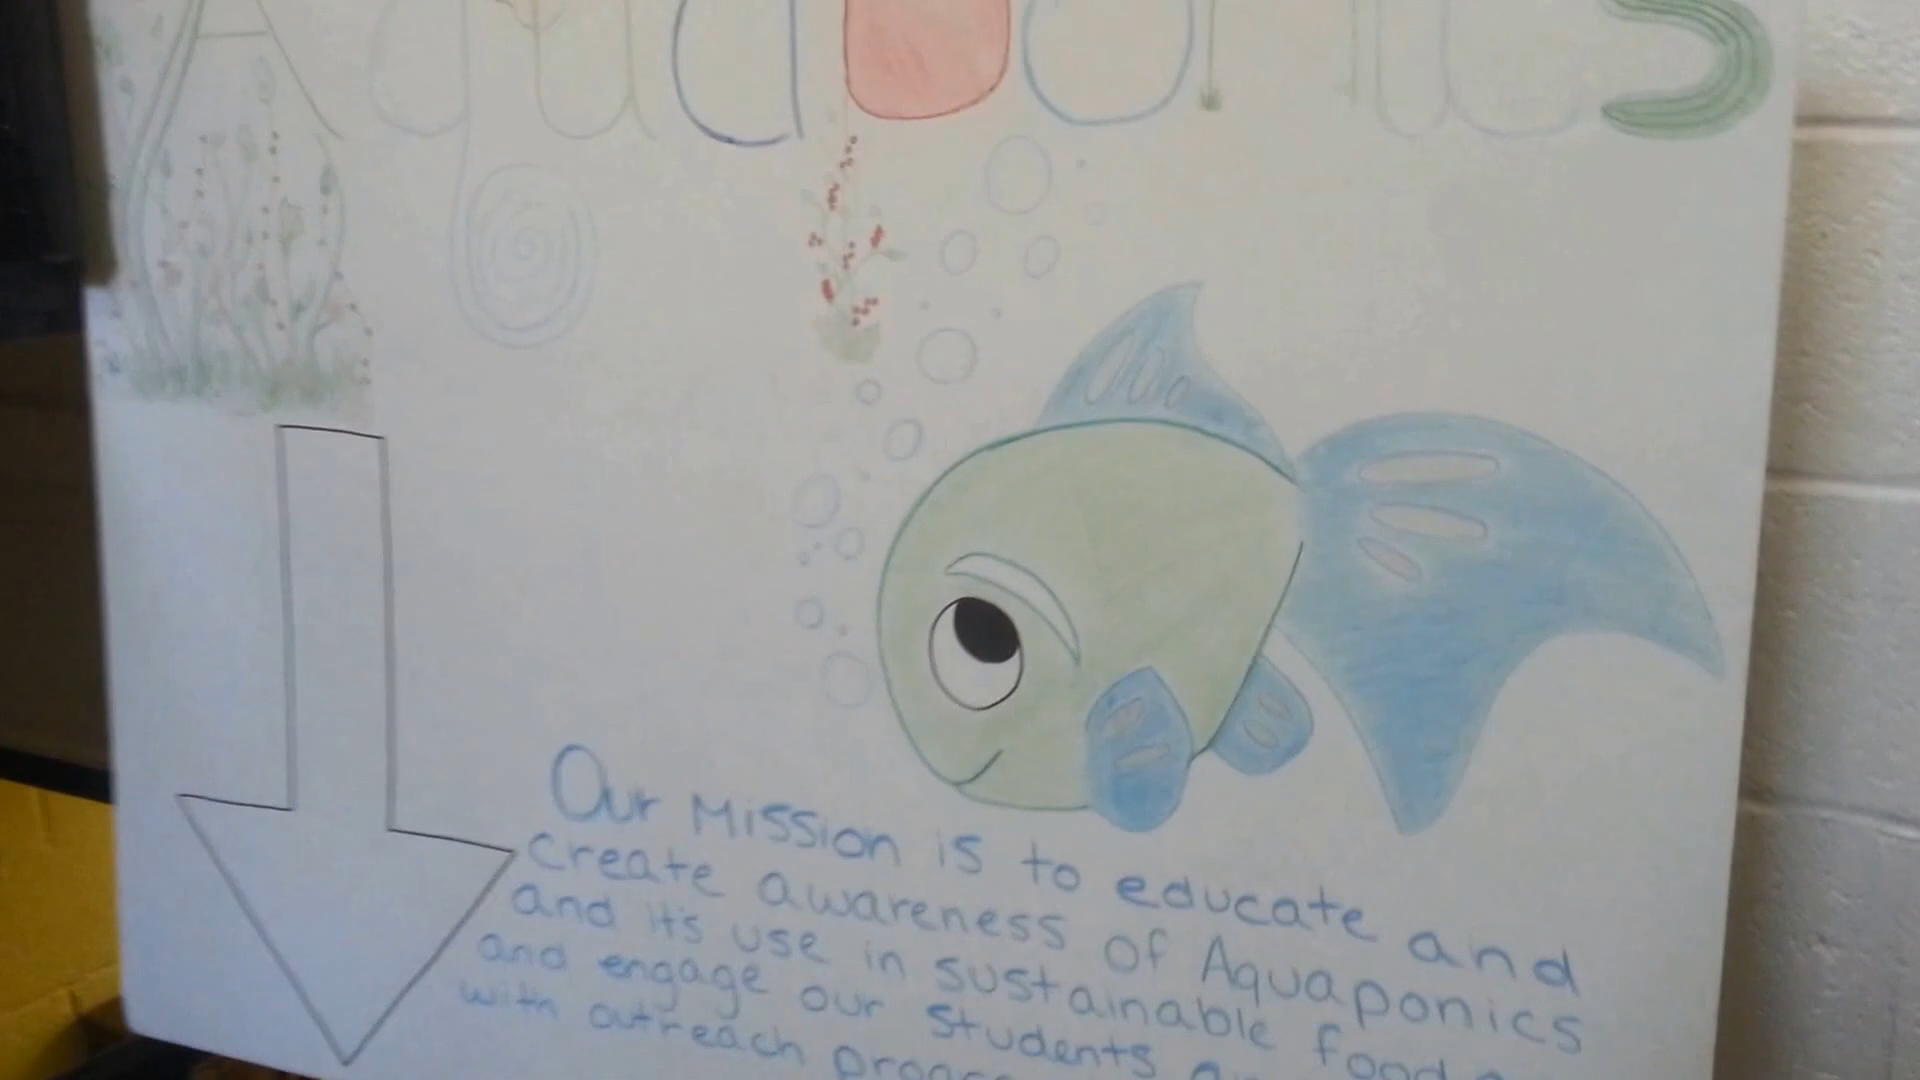 Aquaponics
Our Mission is to educate and
create awareness of Aquaponics
and it's use in sustainable food
and engage our students
with outreach